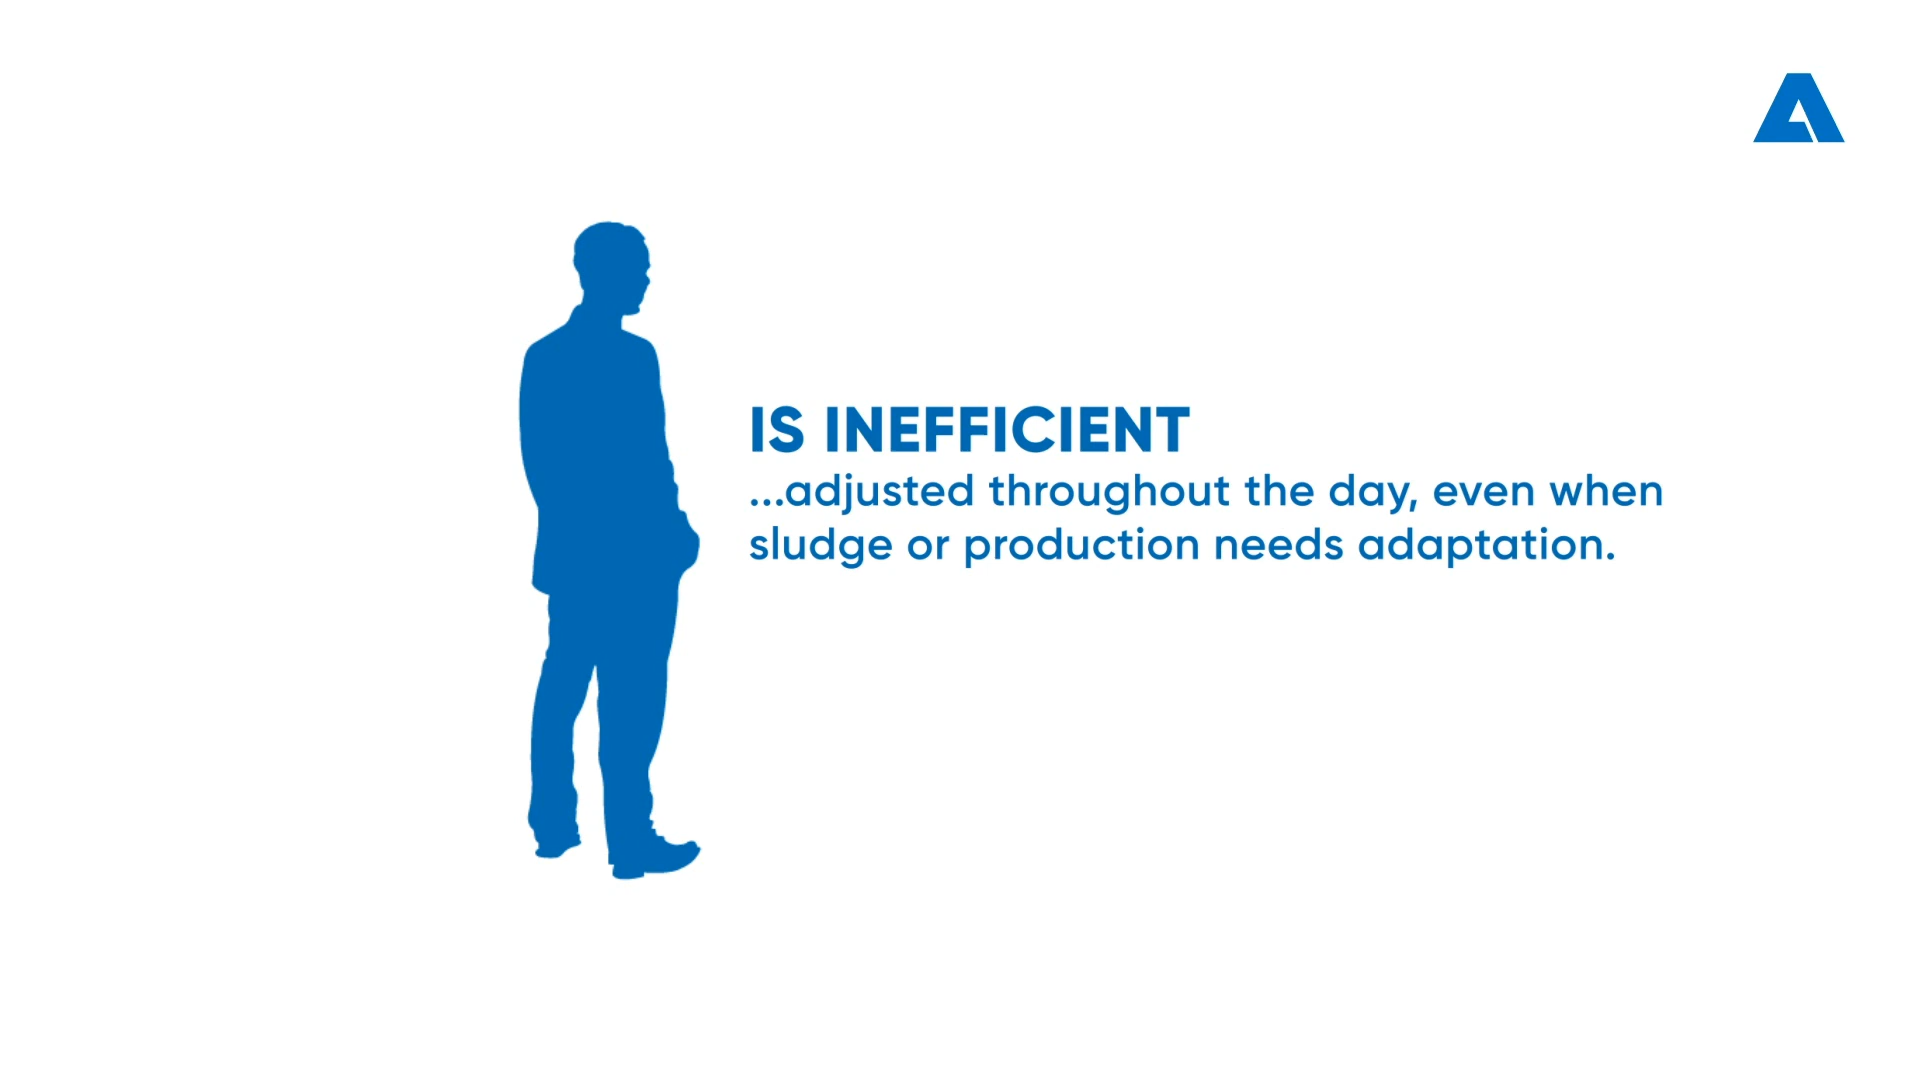 IS INEFFICIENT
...adjusted throughout the day, even when
sludge or production needs adaptation.